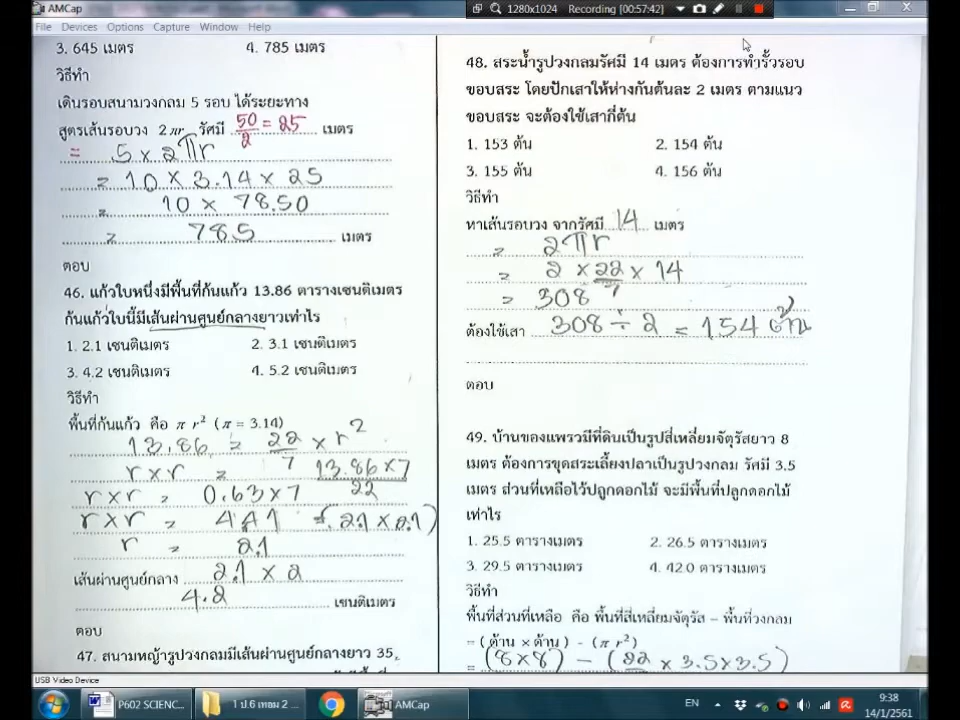 AMCap
1280x1024 Recording [00:57:42]
File Devices Options Capture Window Help
3. 645 เมตร 4. 785 เมตร
วิธีทำ
เดินรอบสนามวงกลม 5 รอบ ได้ระยะทาง
สูตรเส้นรอบวง 2πr รัศมี 50/2 = 25 เมตร
= 5 × 2πr
= 10 × 3.14 × 25
= 10 × 78.50
= 785 เมตร
ตอบ
46. แก้วใบหนึ่งมีพื้นที่ก้นแก้ว 13.86 ตารางเซนติเมตร
ก้นแก้วใบนี้มีเส้นผ่านศูนย์กลางยาวเท่าไร
1. 2.1 เซนติเมตร 2. 3.1 เซนติเมตร
3. 4.2 เซนติเมตร 4. 5.2 เซนติเมตร
วิธีทำ
พื้นที่ก้นแก้ว คือ π r² (π = 3.14)
13.86 = 22/7 × r²
r×r = 13.86×7/22
r×r = 0.63×7
r×r = 4.41 = (2.1 × 2.1)
r = 2.1
เส้นผ่านศูนย์กลาง 2.1 × 2
4.2 เซนติเมตร
ตอบ
47. สนามหญ้ารูปวงกลมมีเส้นผ่านศูนย์กลางยาว 35
48. สระน้ำรูปวงกลมรัศมี 14 เมตร ต้องการทำรั้วรอบ
ขอบสระ โดยปักเสาให้ห่างกันต้นละ 2 เมตร ตามแนว
ขอบสระ จะต้องใช้เสากี่ต้น
1. 153 ต้น 2. 154 ต้น
3. 155 ต้น 4. 156 ต้น
วิธีทำ
หาเส้นรอบวง จากรัศมี 14 เมตร
= 2πr
= 2 × 22/7 × 14
= 308
ต้องใช้เสา 308 ÷ 2 = 154 ต้น
ตอบ
49. บ้านของแพรวมีที่ดินเป็นรูปสี่เหลี่ยมจัตุรัสยาว 8
เมตร ต้องการขุดสระเลี้ยงปลาเป็นรูปวงกลม รัศมี 3.5
เมตร ส่วนที่เหลือไว้ปลูกดอกไม้ จะมีพื้นที่ปลูกดอกไม้
เท่าไร
1. 25.5 ตารางเมตร 2. 26.5 ตารางเมตร
3. 29.5 ตารางเมตร 4. 42.0 ตารางเมตร
วิธีทำ
พื้นที่ส่วนที่เหลือ คือ พื้นที่สี่เหลี่ยมจัตุรัส – พื้นที่วงกลม
= (ด้าน × ด้าน) - (π r²)
= (8×8) - (22 × 3.5×3.5)
USB Video Device
P602 SCIENC... 1 ป.6 เทอม 2 ... AMCap EN 9:38
14/1/2561